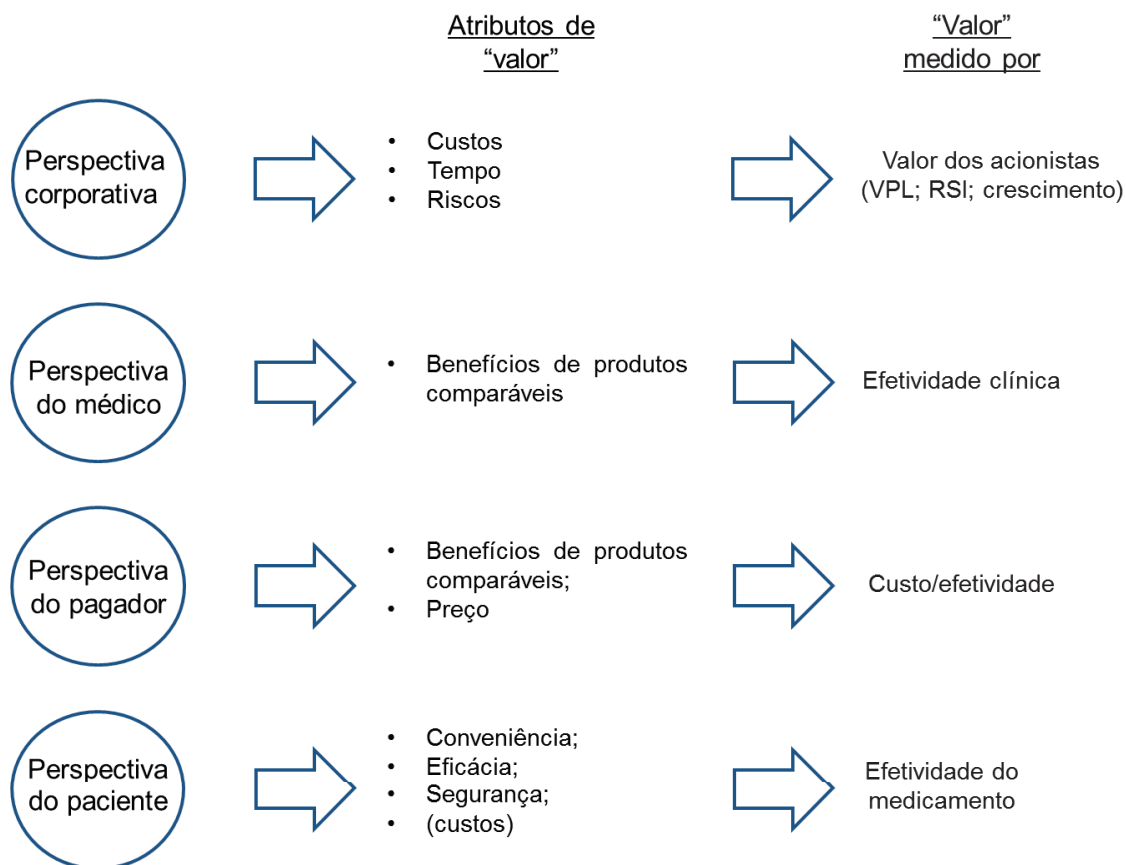 Atributos de
“valor”
“Valor”
medido por
Perspectiva
corporativa
• Custos
• Tempo
• Riscos
Valor dos acionistas
(VPL; RSI; crescimento)
Perspectiva
do médico
• Benefícios de produtos
comparáveis
Efetividade clínica
Perspectiva
do pagador
• Benefícios de produtos
comparáveis;
• Preço
Custo/efetividade
Perspectiva
do paciente
• Conveniência;
• Eficácia;
• Segurança;
• (custos)
Efetividade do
medicamento